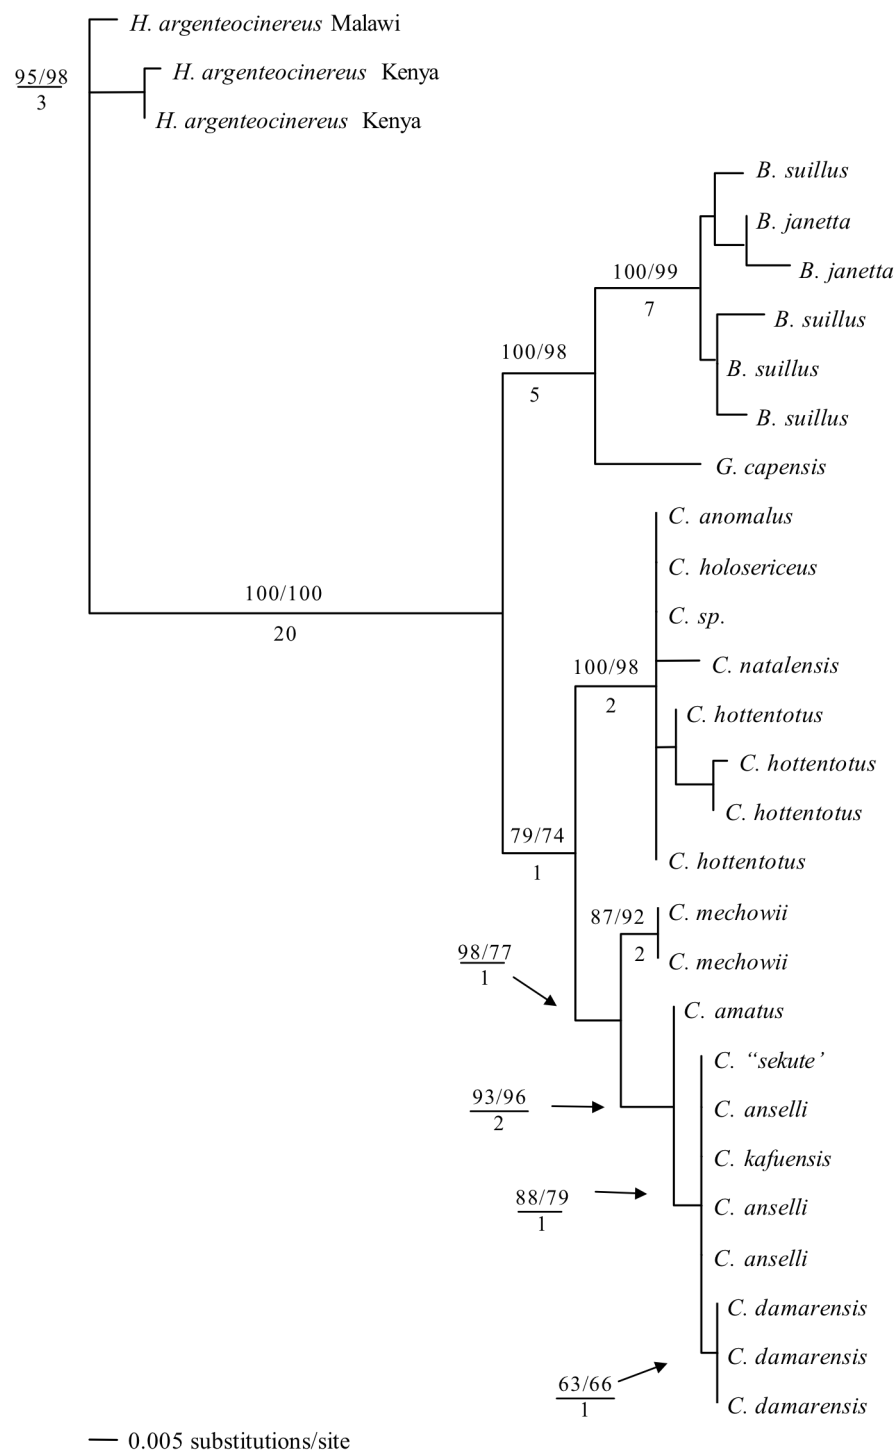 H. argenteocinereus Malawi
95/98
3
H. argenteocinereus Kenya
H. argenteocinereus Kenya
B. suillus
B. janetta
B. janetta
100/99
7
B. suillus
B. suillus
B. suillus
100/98
5
G. capensis
C. anomalus
C. holosericeus
C. sp.
100/100
20
C. natalensis
100/98
2
C. hottentotus
C. hottentotus
C. hottentotus
79/74
1
C. hottentotus
C. mechowii
87/92
2
C. mechowii
98/77
1
C. amatus
C. “sekute’
C. anselli
93/96
2
C. kafuensis
C. anselli
88/79
1
C. anselli
C. damarensis
C. damarensis
63/66
1
C. damarensis
0.005 substitutions/site